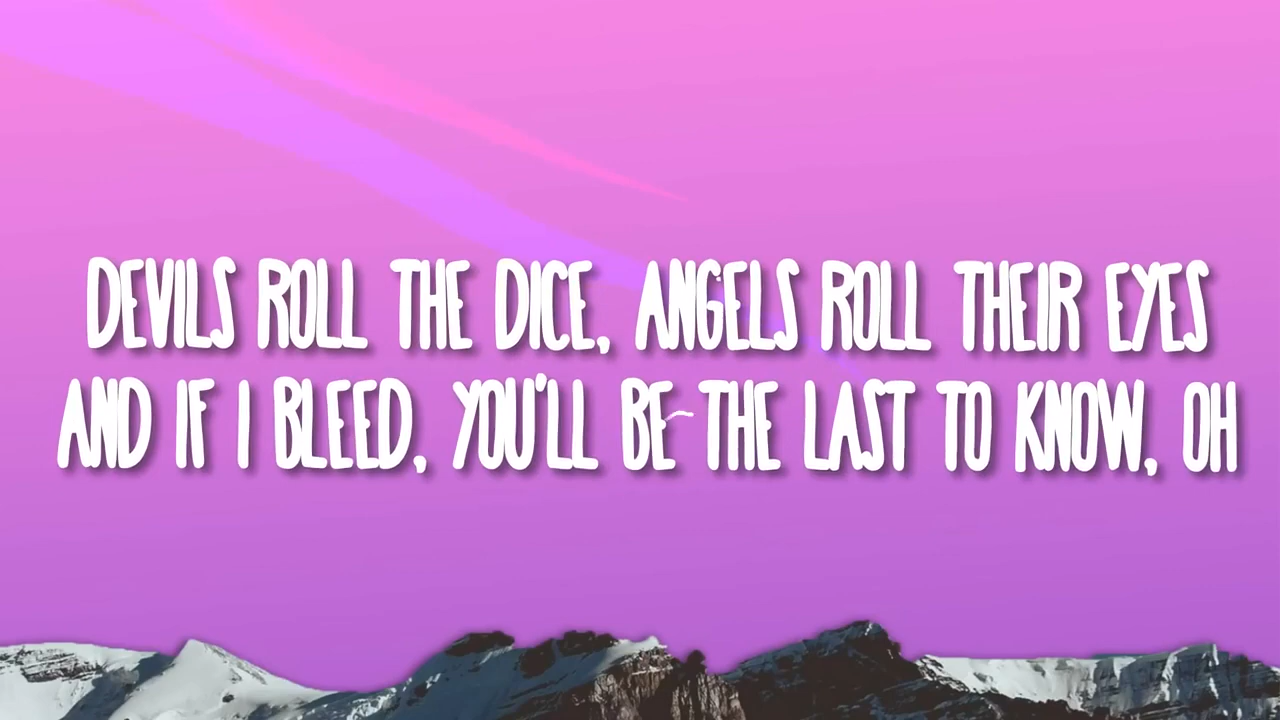 DEVILS ROLL THE DICE, ANGELS ROLL THEIR EYES
AND IF I BLEED, YOU'LL BE THE LAST TO KNOW, OH